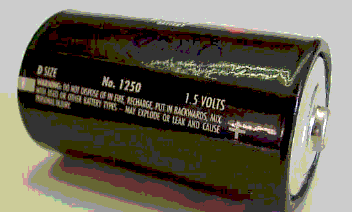 D SIZE No. 1250 1.5 VOLTS
WARNING: DO NOT DISPOSE OF IN FIRE, RECHARGE, PUT IN BACKWARDS, MIX
WITH USED OR OTHER BATTERY TYPES - MAY EXPLODE OR LEAK AND CAUSE
PERSONAL INJURY.
+